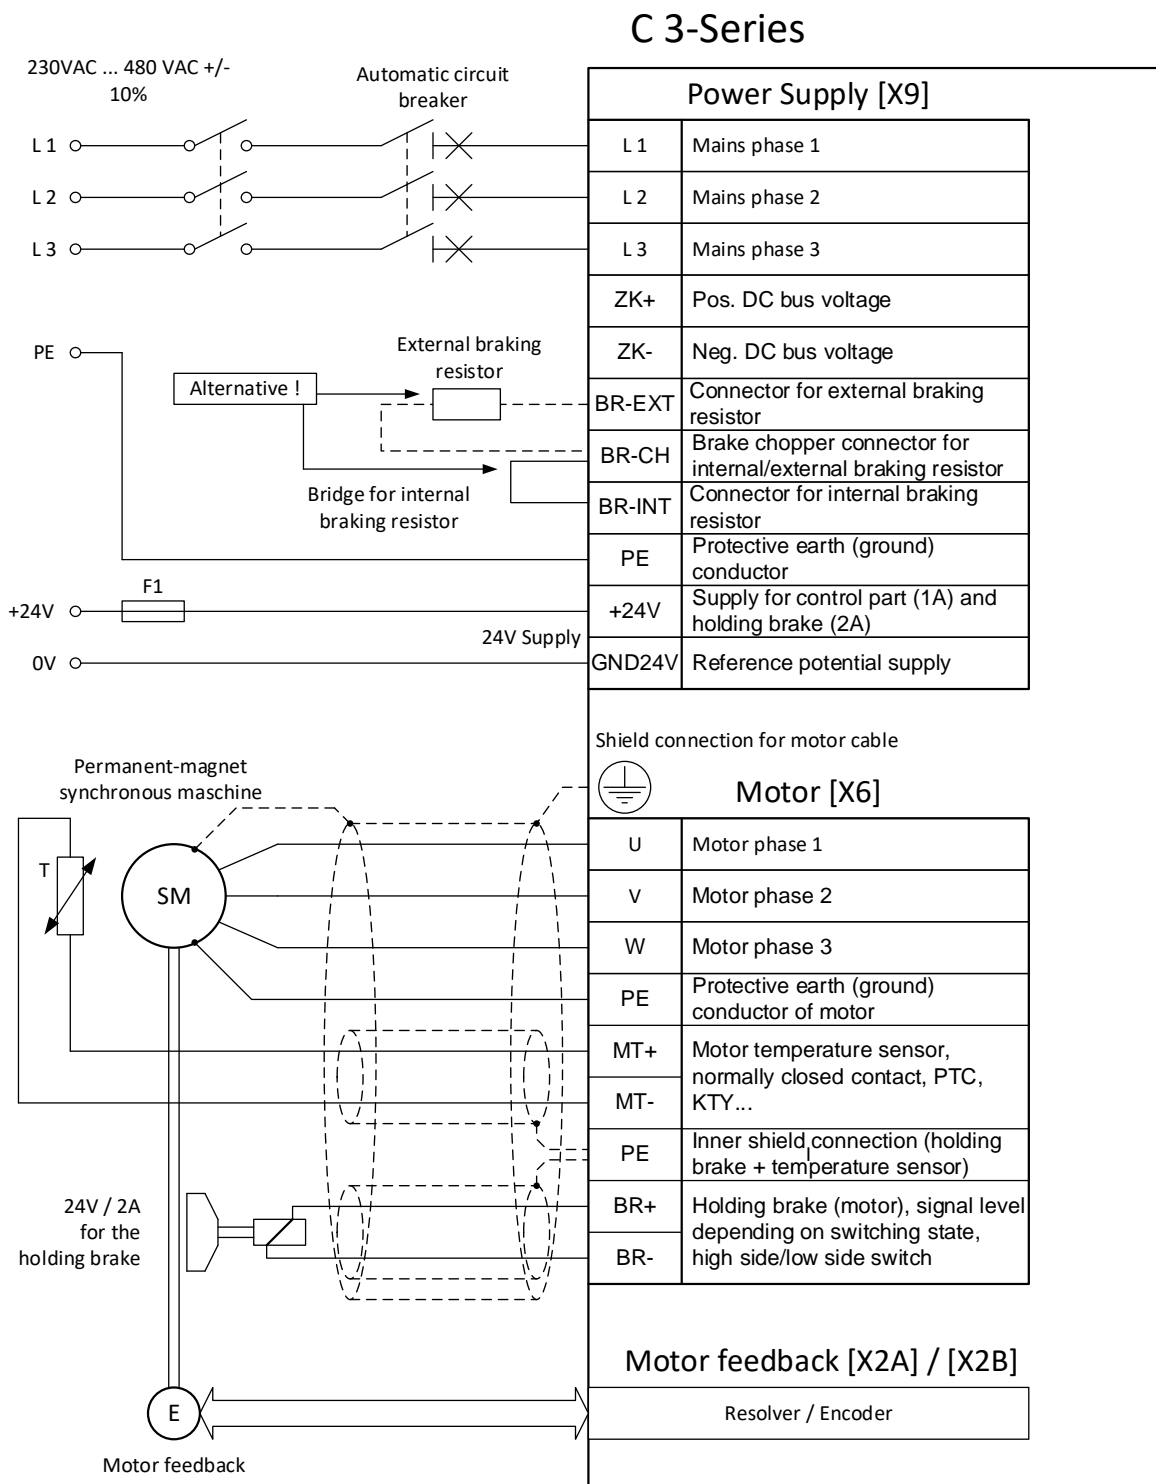 C 3-Series
230VAC ... 480 VAC +/-
10%
Automatic circuit
breaker
Power Supply [X9]
L 1
L 1
Mains phase 1
L 2
L 2
Mains phase 2
L 3
L 3
Mains phase 3
ZK+
Pos. DC bus voltage
PE
External braking
resistor
ZK-
Neg. DC bus voltage
Alternative !
BR-EXT
Connector for external braking
resistor
BR-CH
Brake chopper connector for
internal/external braking resistor
Bridge for internal
braking resistor
BR-INT
Connector for internal braking
resistor
PE
Protective earth (ground)
conductor
+24V
F1
+24V
Supply for control part (1A) and
holding brake (2A)
24V Supply
0V
GND24V
Reference potential supply
Shield connection for motor cable
Permanent-magnet
synchronous maschine
Motor [X6]
U
Motor phase 1
T
SM
V
Motor phase 2
W
Motor phase 3
PE
Protective earth (ground)
conductor of motor
MT+
MT-
Motor temperature sensor,
normally closed contact, PTC,
KTY...
PE
Inner shield connection (holding
brake + temperature sensor)
24V / 2A
for the
holding brake
BR+
BR-
Holding brake (motor), signal level
depending on switching state,
high side/low side switch
Motor feedback [X2A] / [X2B]
E
Resolver / Encoder
Motor feedback